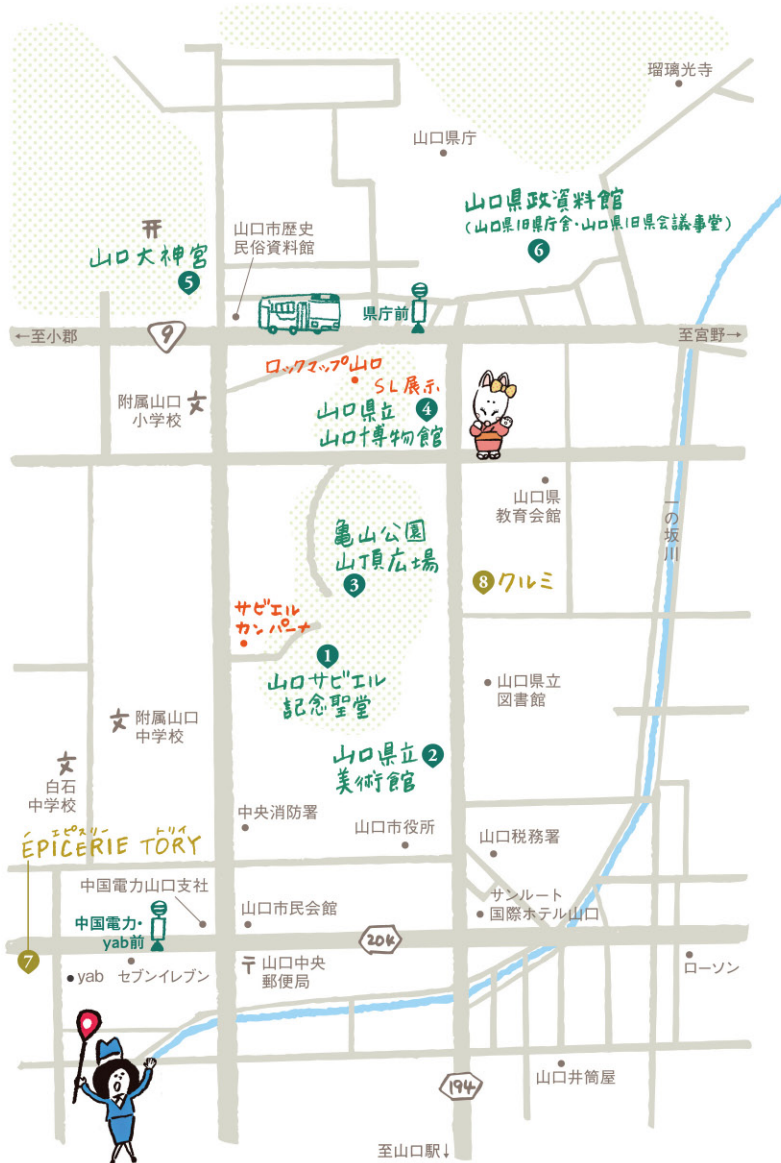 瑠璃光寺
山口県庁
山口県政資料館
(山口県旧県庁舎・山口県旧県会議事堂)
6
山口市歴史
民俗資料館
山口大神宮
5
県庁前
←至小郡
9
至宮野→
ロックマップ山口
SL展示
附属山口
小学校
文
山口県立
山口博物館
4
山口県
教育会館
一の坂川
亀山公園
山頂広場
3
8
クルミ
サビエル
カンパーナ
1
山口サビエル
記念聖堂
山口県立
図書館
文
附属山口
中学校
山口県立
美術館
2
文
白石
中学校
中央消防署
山口市役所
山口税務署
エピスリー トリイ
ÉPICERIE TORY
中国電力山口支社
サンルート
国際ホテル山口
山口市民会館
中国電力・
yab前
204
7
yab
セブンイレブン
〒
山口中央
郵便局
ローソン
194
山口井筒屋
至山口駅↓